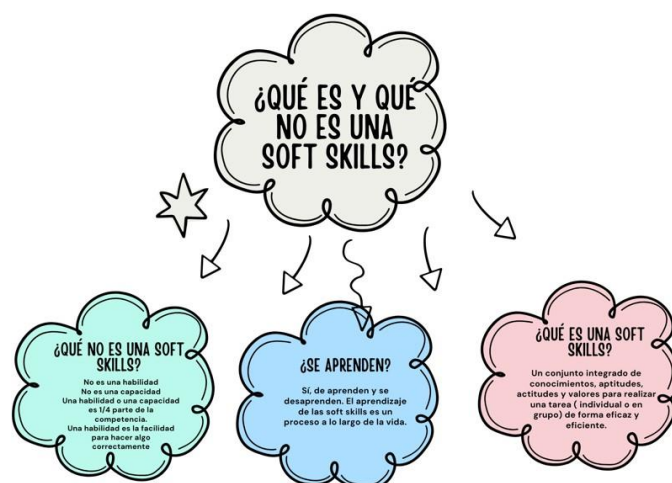 ¿QUÉ ES Y QUÉ
NO ES UNA
SOFT SKILLS?
¿QUÉ NO ES UNA SOFT
SKILLS?
No es una habilidad
No es una capacidad
Una habilidad o una capacidad
es 1/4 parte de la
competencia.
Una habilidad es la facilidad
para hacer algo
correctamente
¿SE APRENDEN?
Sí, de aprenden y se
desaprenden. El aprendizaje
de las soft skills es un
proceso a lo largo de la vida.
¿QUÉ ES UNA SOFT
SKILLS?
Un conjunto integrado de
conocimientos, aptitudes,
actitudes y valores para realizar
una tarea ( individual o en
grupo) de forma eficaz y
eficiente.